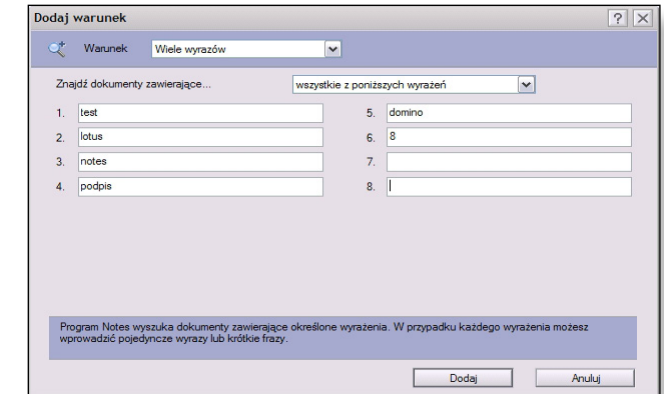 Dodaj warunek
Warunek Wiele wyrazów
Znajdź dokumenty zawierające... wszystkie z poniższych wyrażeń
1. test 5. domino
2. lotus 6. 8
3. notes 7.
4. podpis 8.
Program Notes wyszuka dokumenty zawierające określone wyrażenia. W przypadku każdego wyrażenia możesz
wprowadzić pojedyncze wyrazy lub krótkie frazy.
Dodaj Anuluj